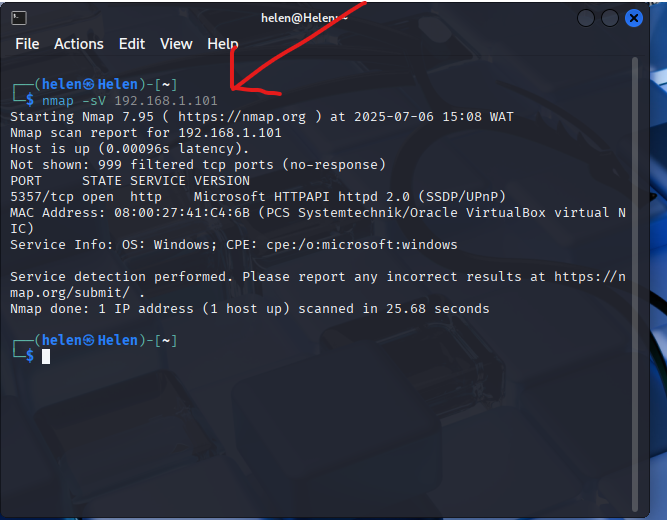 helen@Helen: ~
File Actions Edit View Help
┌──(helen㉿Helen)-[~]
└─$ nmap -sV 192.168.1.101
Starting Nmap 7.95 ( https://nmap.org ) at 2025-07-06 15:08 WAT
Nmap scan report for 192.168.1.101
Host is up (0.00096s latency).
Not shown: 999 filtered tcp ports (no-response)
PORT     STATE SERVICE VERSION
5357/tcp open  http    Microsoft HTTPAPI httpd 2.0 (SSDP/UPnP)
MAC Address: 08:00:27:41:C4:6B (PCS Systemtechnik/Oracle VirtualBox virtual N
IC)
Service Info: OS: Windows; CPE: cpe:/o:microsoft:windows
Service detection performed. Please report any incorrect results at https://n
map.org/submit/ .
Nmap done: 1 IP address (1 host up) scanned in 25.68 seconds
┌──(helen㉿Helen)-[~]
└─$